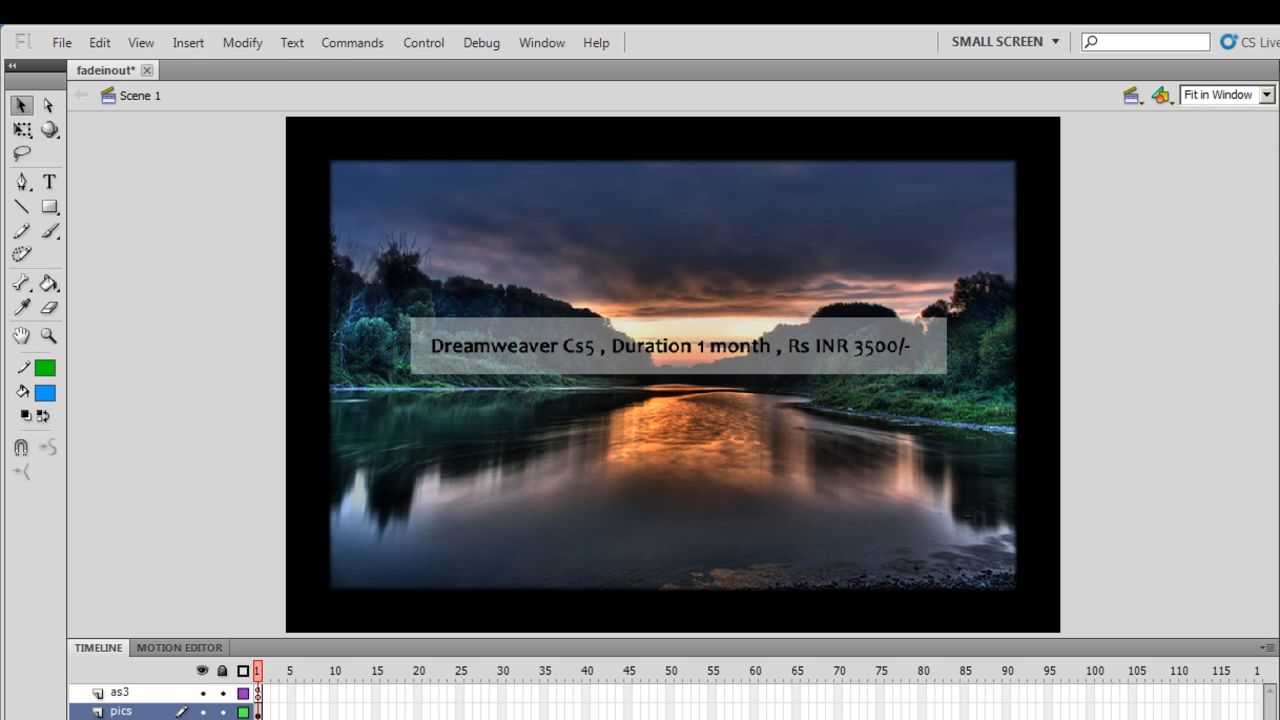 Fl File Edit View Insert Modify Text Commands Control Debug Window Help SMALL SCREEN CS Live
fadeinout*
Scene 1 Fit in Window
T
Dreamweaver Cs5 , Duration 1 month , Rs INR 3500/-
TIMELINE MOTION EDITOR
1 5 10 15 20 25 30 35 40 45 50 55 60 65 70 75 80 85 90 95 100 105 110 115 1
as3
pics